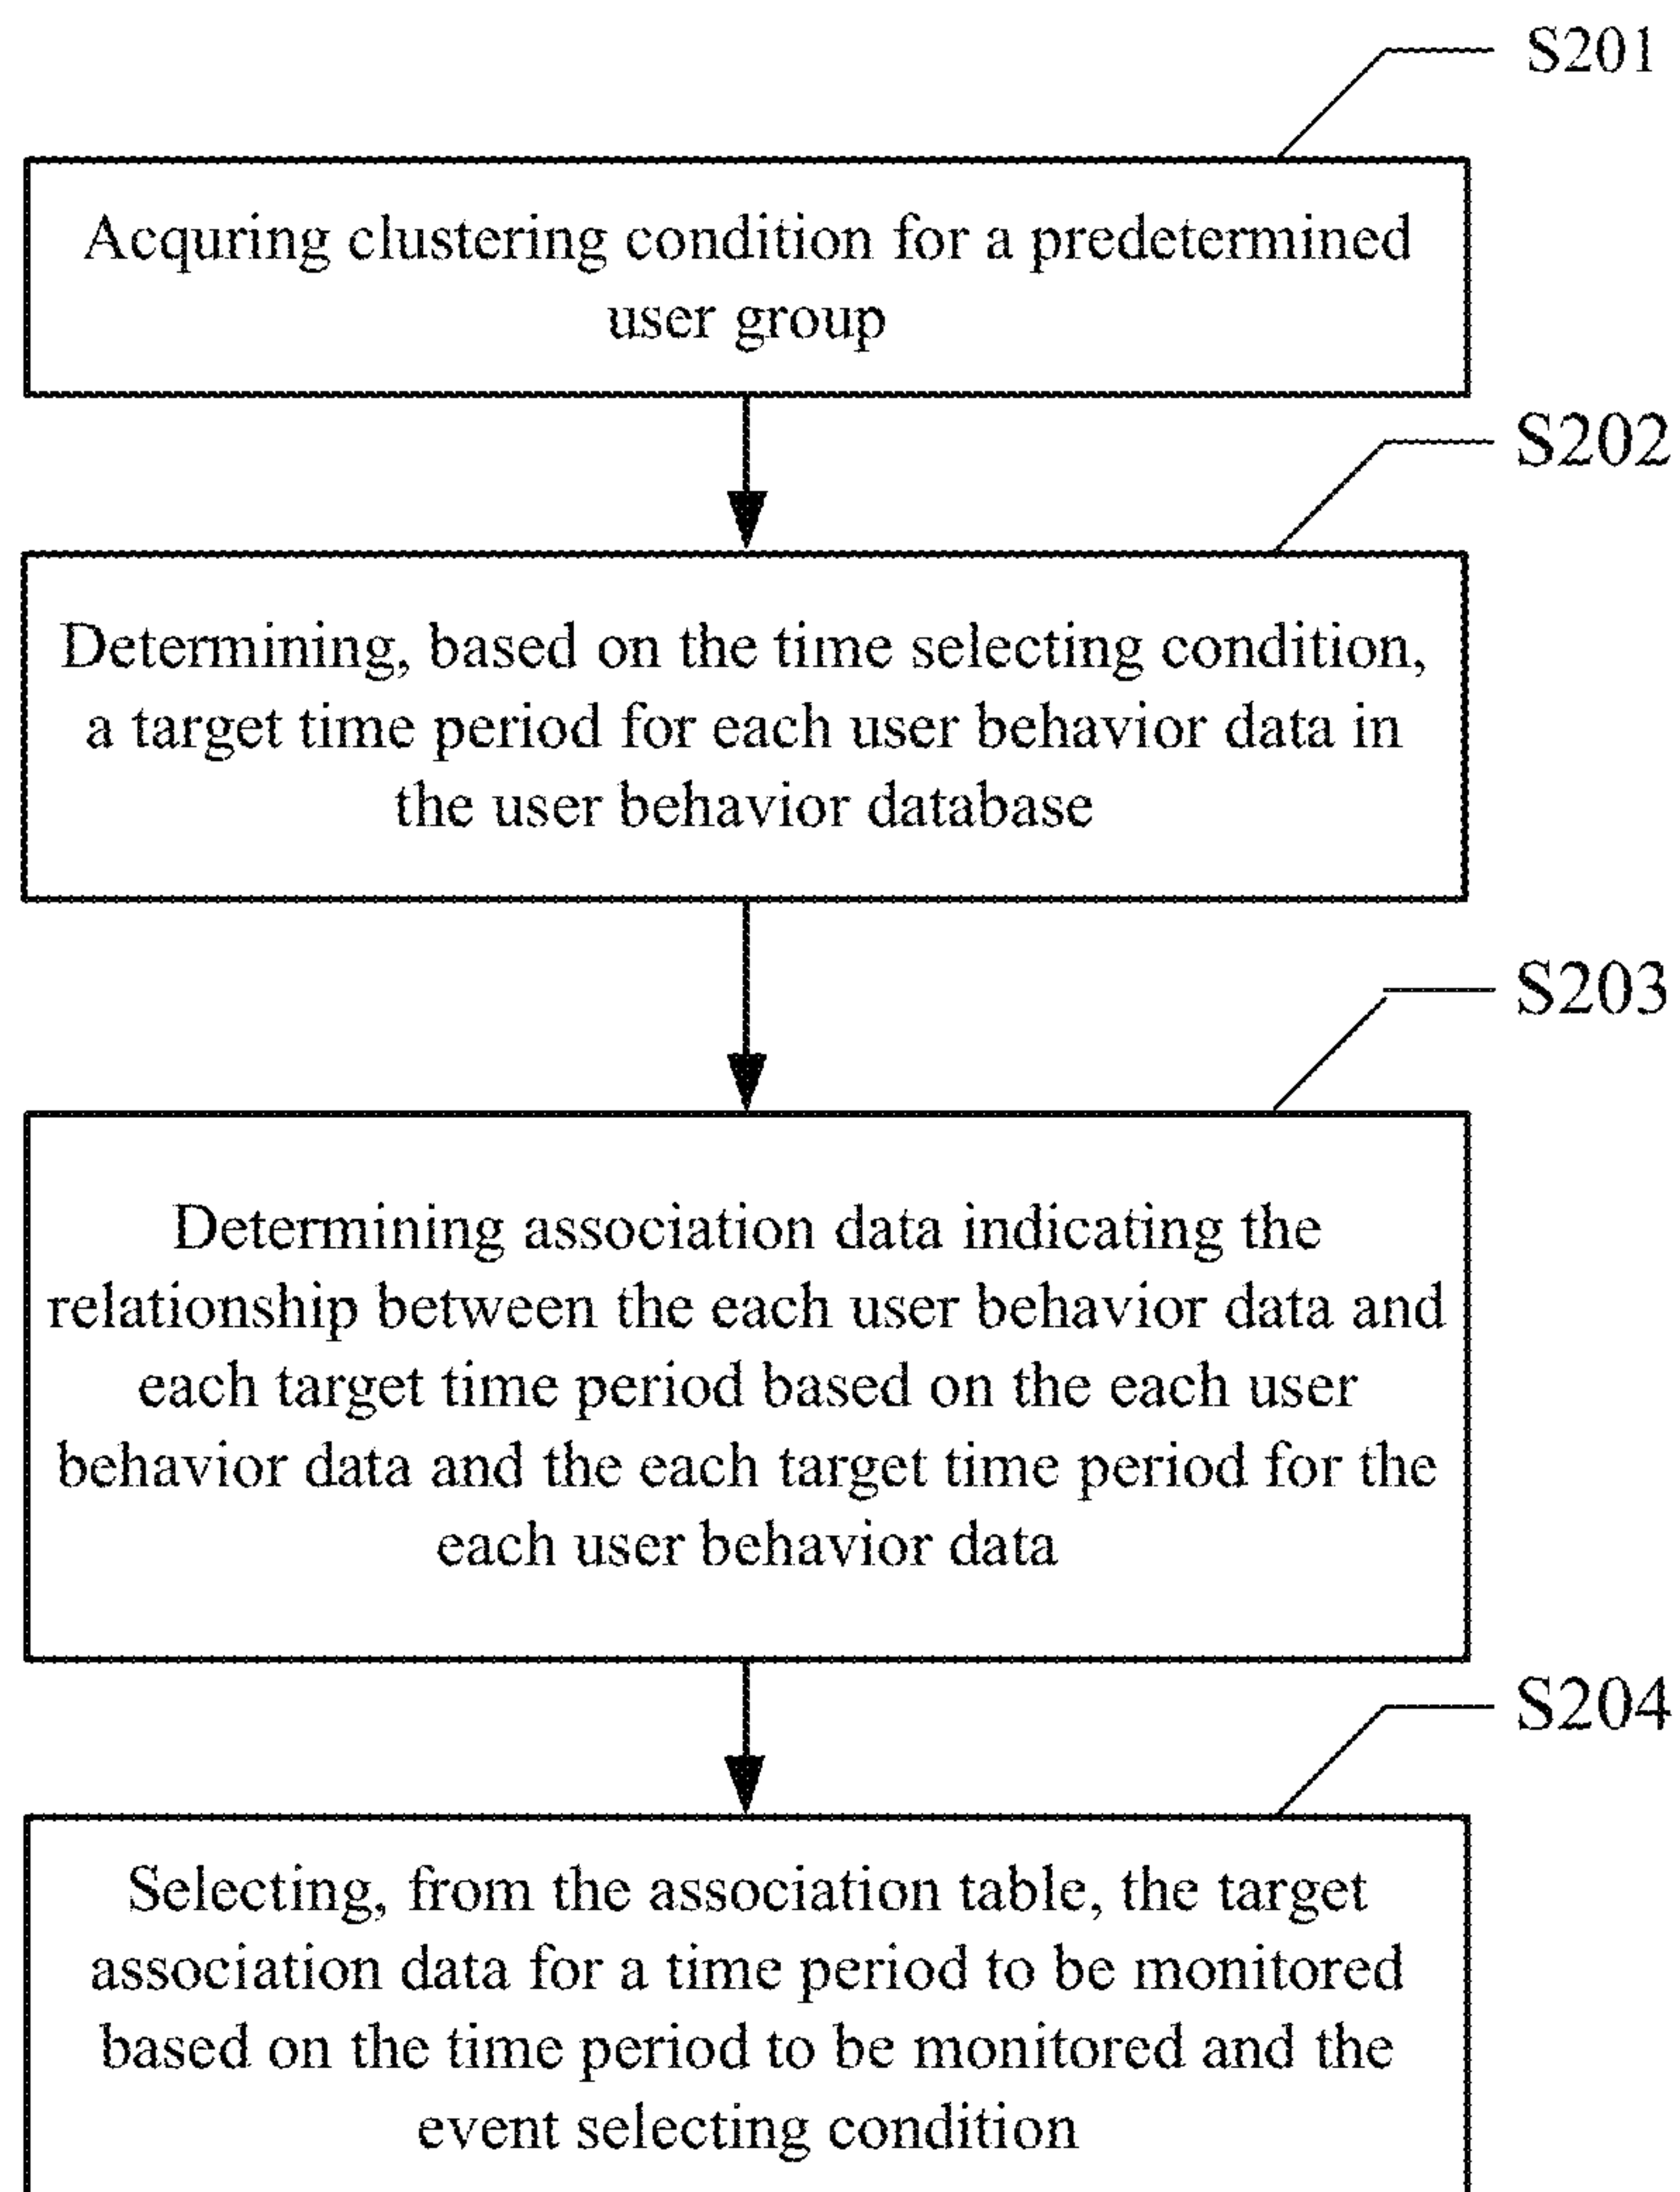 S201
Acquring clustering condition for a predetermined
user group
S202
Determining, based on the time selecting condition,
a target time period for each user behavior data in
the user behavior database
S203
Determining association data indicating the
relationship between the each user behavior data and
each target time period based on the each user
behavior data and the each target time period for the
each user behavior data
S204
Selecting, from the association table, the target
association data for a time period to be monitored
based on the time period to be monitored and the
event selecting condition